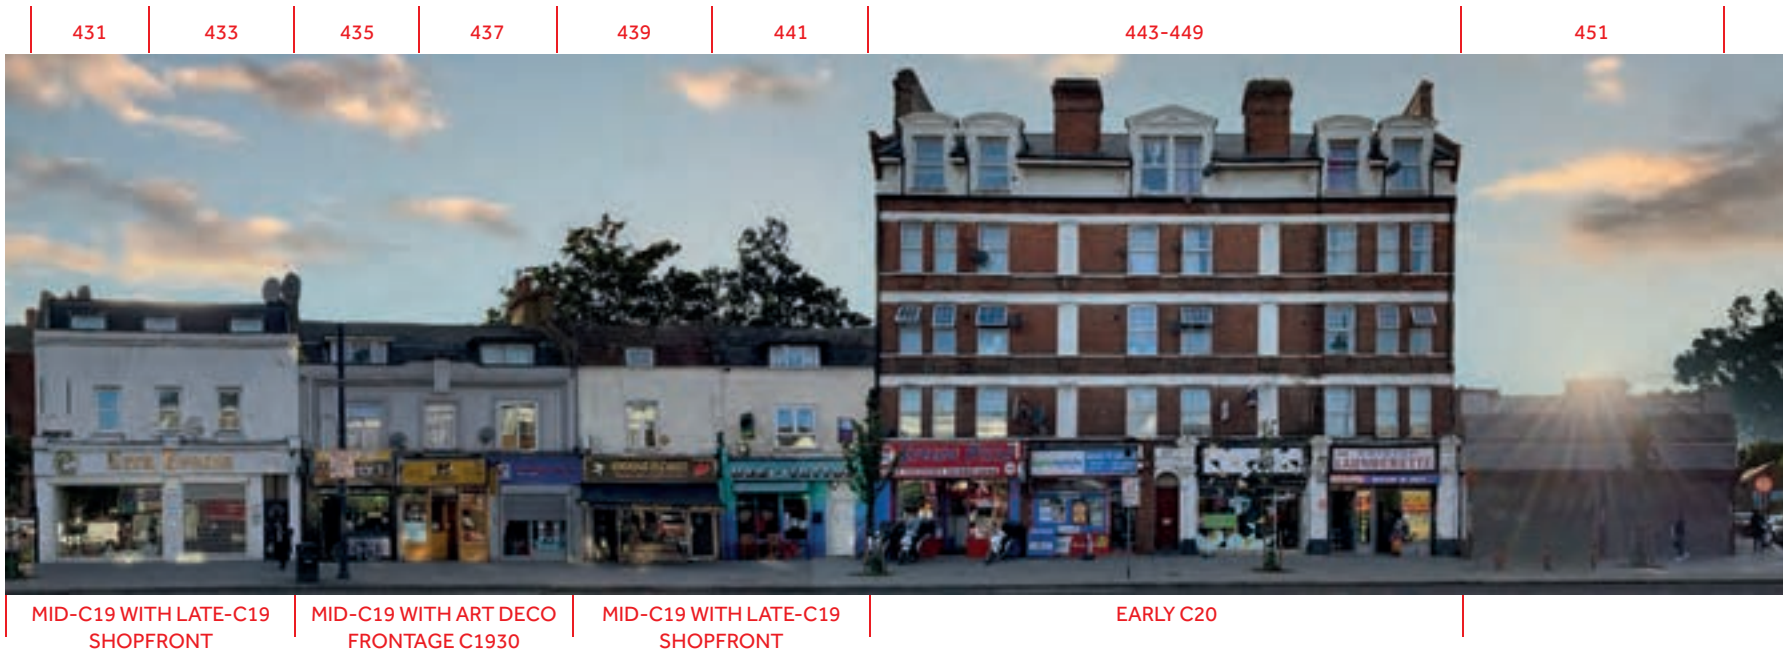 431 433 435 437 439 441 443-449 451
LAUNDERETTE
MID-C19 WITH LATE-C19
SHOPFRONT
MID-C19 WITH ART DECO
FRONTAGE C1930
MID-C19 WITH LATE-C19
SHOPFRONT
EARLY C20